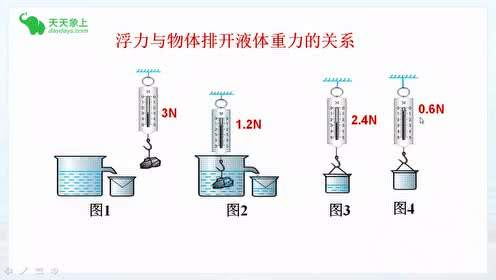 天天象上
daydays.com
浮力与物体排开液体重力的关系
3N
1.2N
2.4N
0.6N
图1
图2
图3
图4